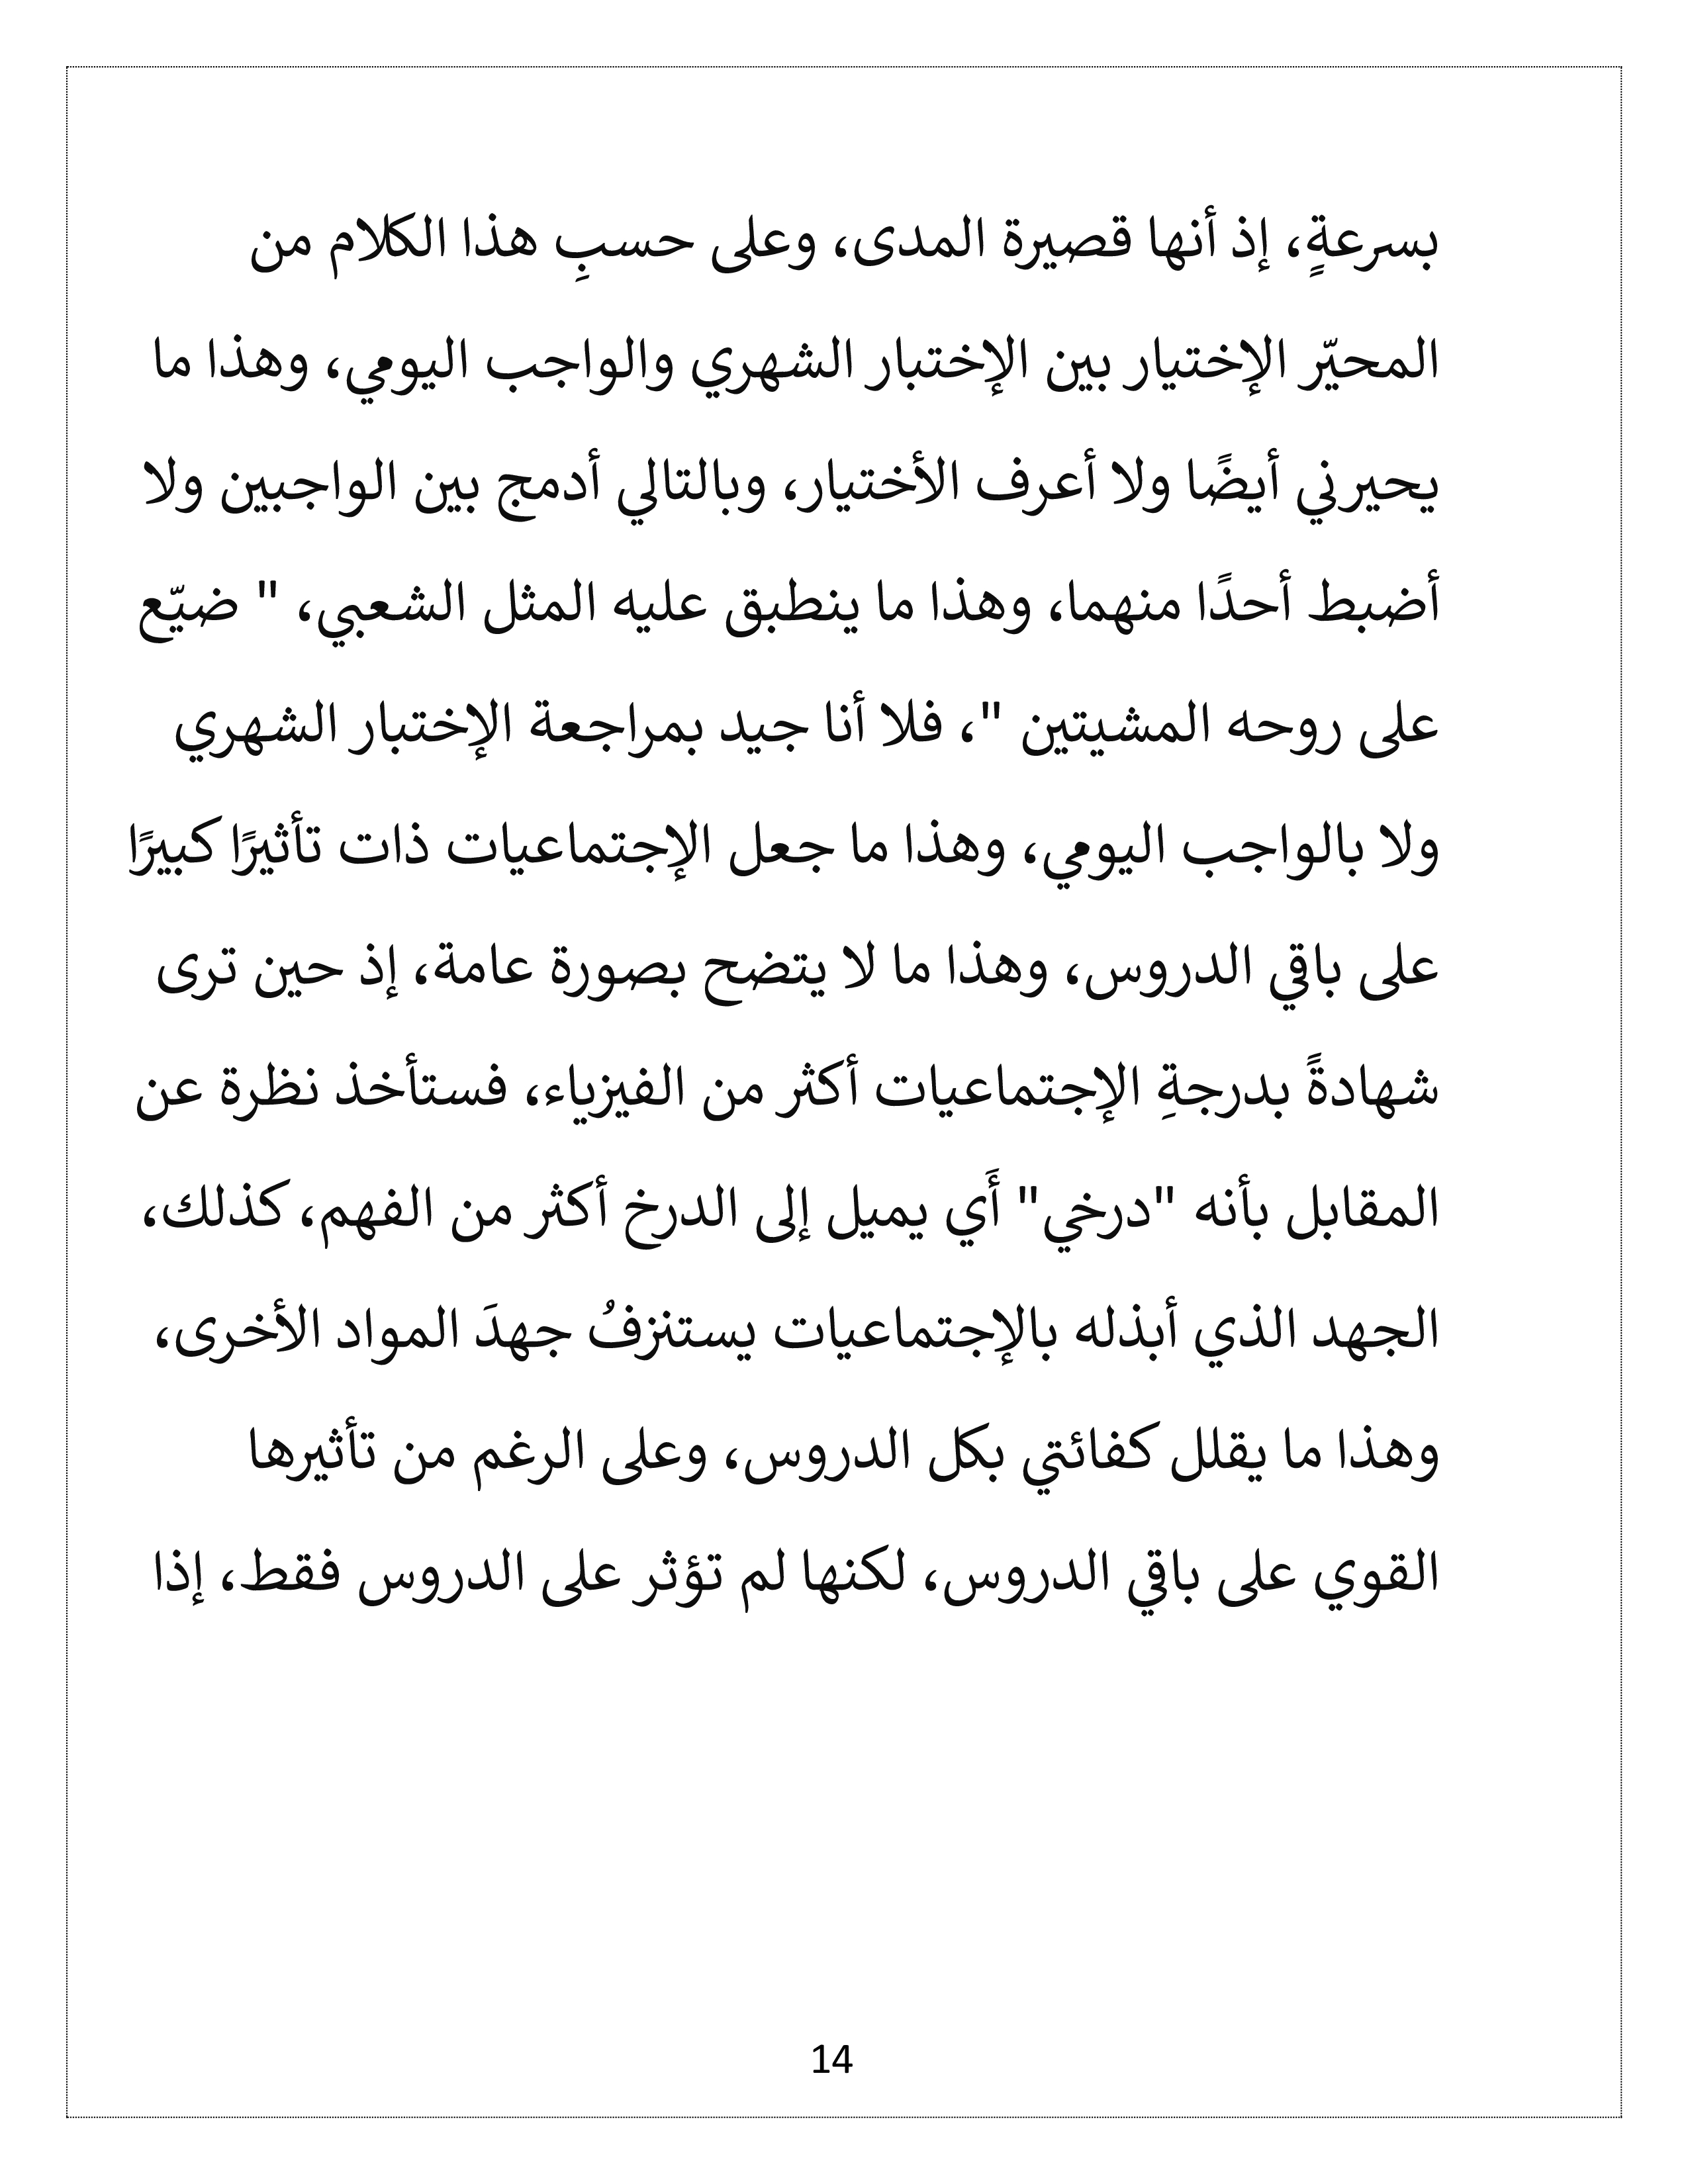 بسرعةٍ، إذ أنها قصيرة المدى، وعلى حسبِ هذا الكلام من
المحيّر الإختيار بين الإختبار الشهري والواجب اليومي، وهذا ما
يحيرني أيضًا ولا أعرف الأختيار، وبالتالي أدمج بين الواجبين ولا
أضبط أحدًا منهما، وهذا ما ينطبق عليه المثل الشعبي، " ضيّع
على روحه المشيتين "، فلا أنا جيد بمراجعة الإختبار الشهري
ولا بالواجب اليومي، وهذا ما جعل الإجتماعيات ذات تأثيرًا كبيرًا
على باقي الدروس، وهذا ما لا يتضح بصورة عامة، إذ حين ترى
شهادةً بدرجةِ الإجتماعيات أكثر من الفيزياء، فستأخذ نظرة عن
المقابل بأنه "درخي" أَي يميل إلى الدرخ أكثر من الفهم، كذلك،
الجهد الذي أبذله بالإجتماعيات يستنزفُ جهدَ المواد الأخرى،
وهذا ما يقلل كفائتي بكل الدروس، وعلى الرغم من تأثيرها
القوي على باقي الدروس، لكنها لم تؤثر على الدروس فقط، إذا
14